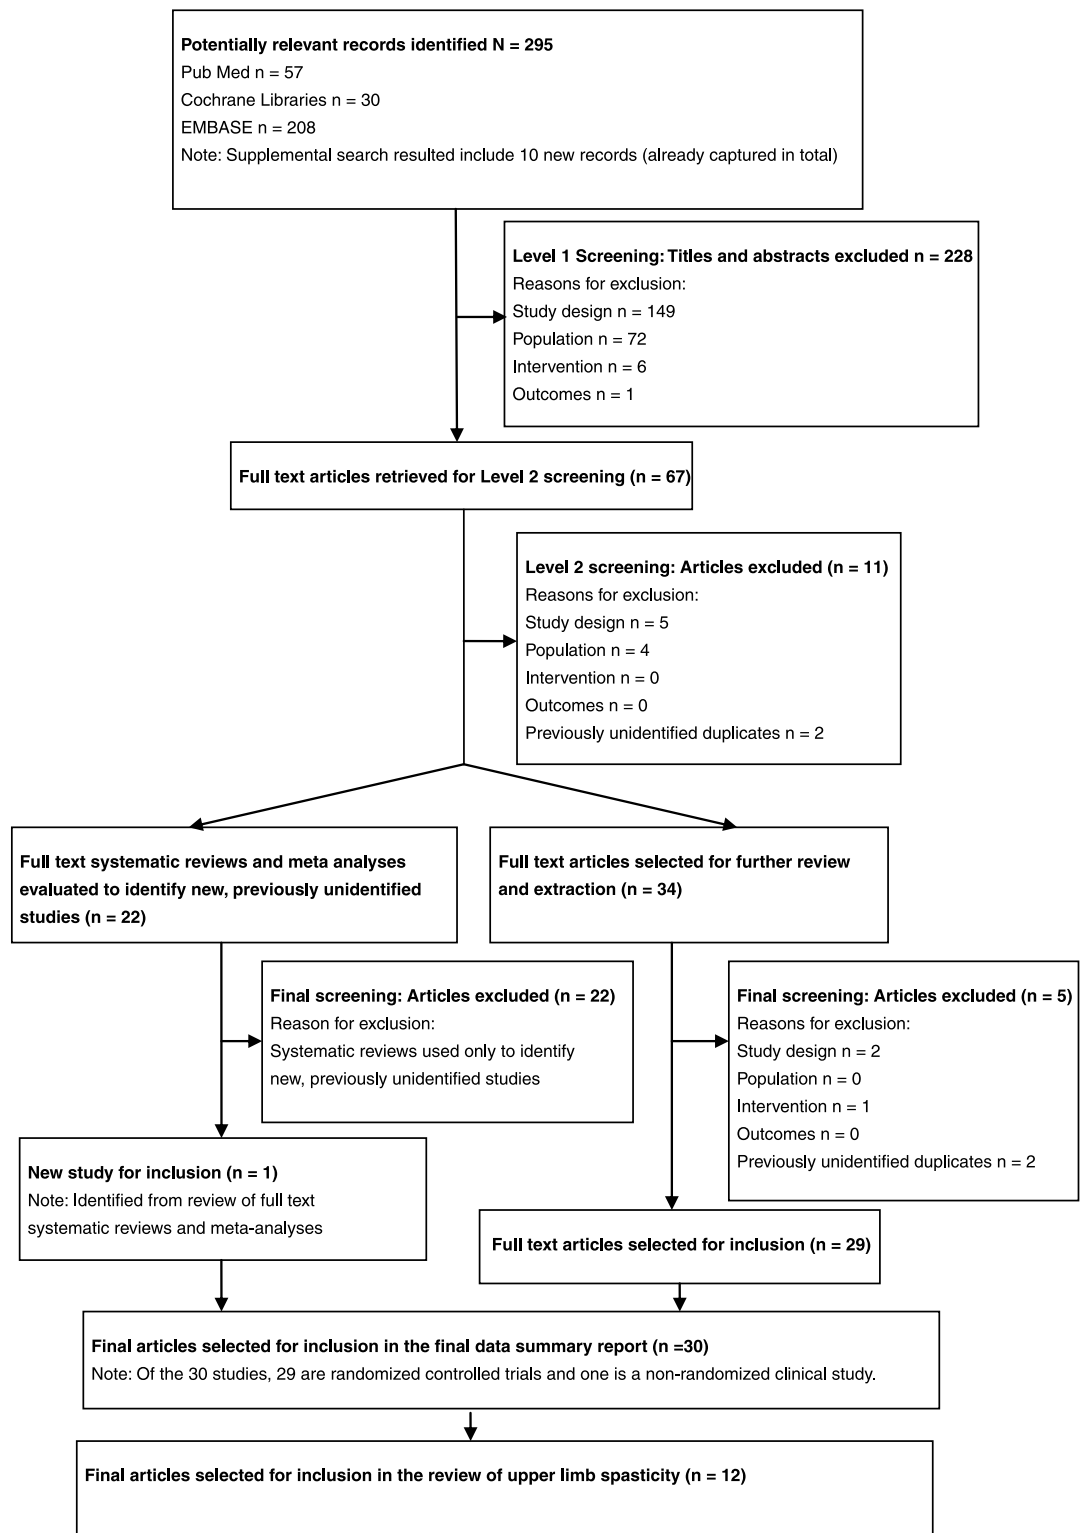 Potentially relevant records identified N = 295
Pub Med n = 57
Cochrane Libraries n = 30
EMBASE n = 208
Note: Supplemental search resulted include 10 new records (already captured in total)
Level 1 Screening: Titles and abstracts excluded n = 228
Reasons for exclusion:
Study design n = 149
Population n = 72
Intervention n = 6
Outcomes n = 1
Full text articles retrieved for Level 2 screening (n = 67)
Level 2 screening: Articles excluded (n = 11)
Reasons for exclusion:
Study design n = 5
Population n = 4
Intervention n = 0
Outcomes n = 0
Previously unidentified duplicates n = 2
Full text systematic reviews and meta analyses
evaluated to identify new, previously unidentified
studies (n = 22)
Full text articles selected for further review
and extraction (n = 34)
Final screening: Articles excluded (n = 22)
Reason for exclusion:
Systematic reviews used only to identify
new, previously unidentified studies
Final screening: Articles excluded (n = 5)
Reasons for exclusion:
Study design n = 2
Population n = 0
Intervention n = 1
Outcomes n = 0
Previously unidentified duplicates n = 2
New study for inclusion (n = 1)
Note: Identified from review of full text
systematic reviews and meta-analyses
Full text articles selected for inclusion (n = 29)
Final articles selected for inclusion in the final data summary report (n =30)
Note: Of the 30 studies, 29 are randomized controlled trials and one is a non-randomized clinical study.
Final articles selected for inclusion in the review of upper limb spasticity (n = 12)